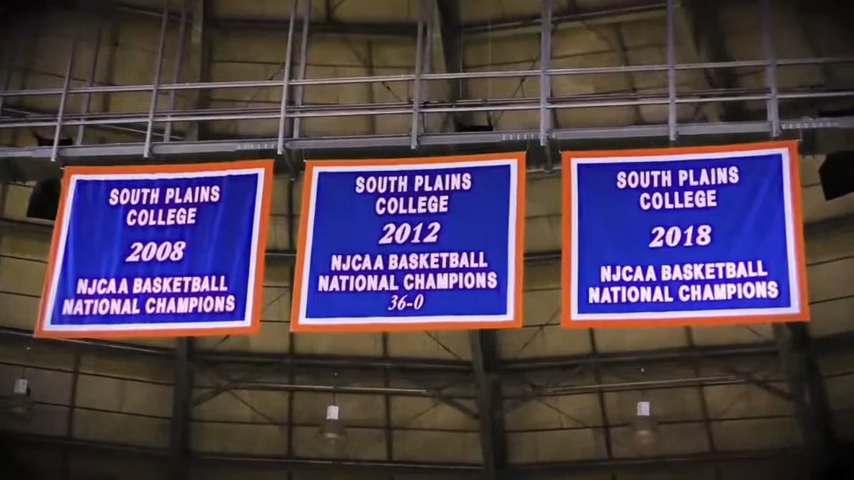 SOUTH PLAINS
COLLEGE
2008
NJCAA BASKETBALL
NATIONAL CHAMPIONS
SOUTH PLAINS
COLLEGE
2012
NJCAA BASKETBALL
NATIONAL CHAMPIONS
36-0
SOUTH PLAINS
COLLEGE
2018
NJCAA BASKETBALL
NATIONAL CHAMPIONS